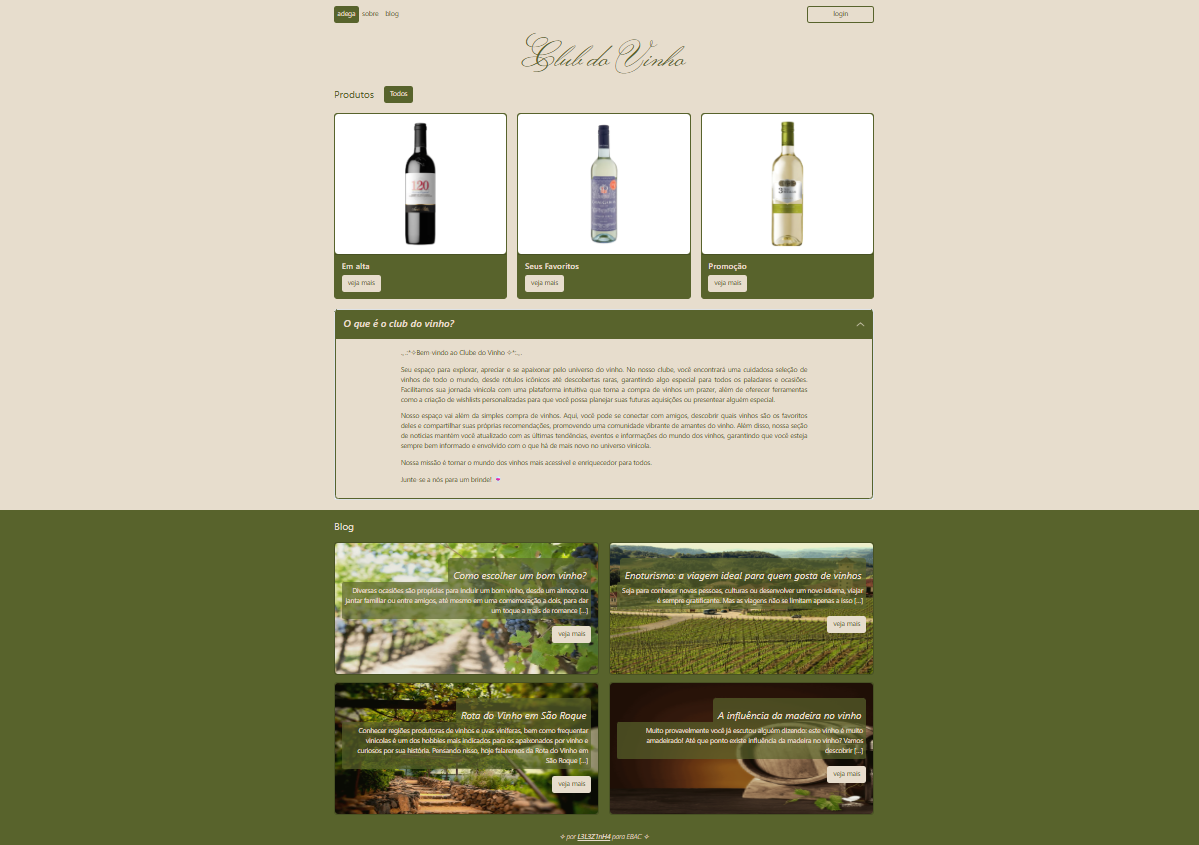 adega sobre blog login
Club do Vinho
Produtos Todos
120
Em alta
veja mais
Seus Favoritos
veja mais
Promoção
veja mais
O que é o club do vinho?
Bem vindo ao Clube do Vinho
Seu espaço para explorar, apreciar e se apaixonar pelo universo do vinho. No nosso clube, você encontrará uma cuidadosa seleção de
vinhos de todo o mundo, desde rótulos icônicos até descobertas raras, garantindo algo especial para todos os paladares e ocasiões.
Facilitamos sua jornada vinícola com uma plataforma intuitiva que torna a compra de vinhos um prazer, além de oferecer ferramentas
como a criação de wishlists personalizadas para que você possa planejar suas futuras aquisições ou presentear alguém especial.
Nosso espaço vai além da simples compra de vinhos. Aqui, você pode se conectar com amigos, descobrir quais vinhos são os favoritos
deles e compartilhar suas próprias recomendações, promovendo uma comunidade vibrante de amantes do vinho. Além disso, nossa seção
de notícias mantém você atualizado com as últimas tendências, eventos e informações do mundo dos vinhos, garantindo que você esteja
sempre bem informado e envolvido com o que há de mais novo no universo vinícola.
Nossa missão é tornar o mundo dos vinhos mais acessível e enriquecedor para todos.
Junte-se a nós para um brinde!
Blog
Como escolher um bom vinho?
Diversas ocasiões são propícias para incluir um bom vinho, desde um almoço ou
jantar familiar ou entre amigos, até mesmo em uma comemoração a dois, para dar
um toque a mais de romance [...]
veja mais
Enoturismo: a viagem ideal para quem gosta de vinhos
Seja para conhecer novas pessoas, culturas ou desenvolver um novo idioma, viajar
é sempre gratificante. Mas as viagens não se limitam apenas a isso [...]
veja mais
Rota do Vinho em São Roque
Conhecer regiões produtoras de vinhos e uvas viníferas, bem como frequentar
vinícolas é um dos hobbies mais indicados para os apaixonados por vinho e
curiosos por sua história. Pensando nisso, hoje falaremos da Rota do Vinho em
São Roque [...]
veja mais
A influência da madeira no vinho
Muito provavelmente você já escutou alguém dizendo: este vinho é muito
amadeirado! Até que ponto existe influência da madeira no vinho? Vamos
descobrir [...]
veja mais
✧ por L3L3Z1nH4 para EBAC ✧